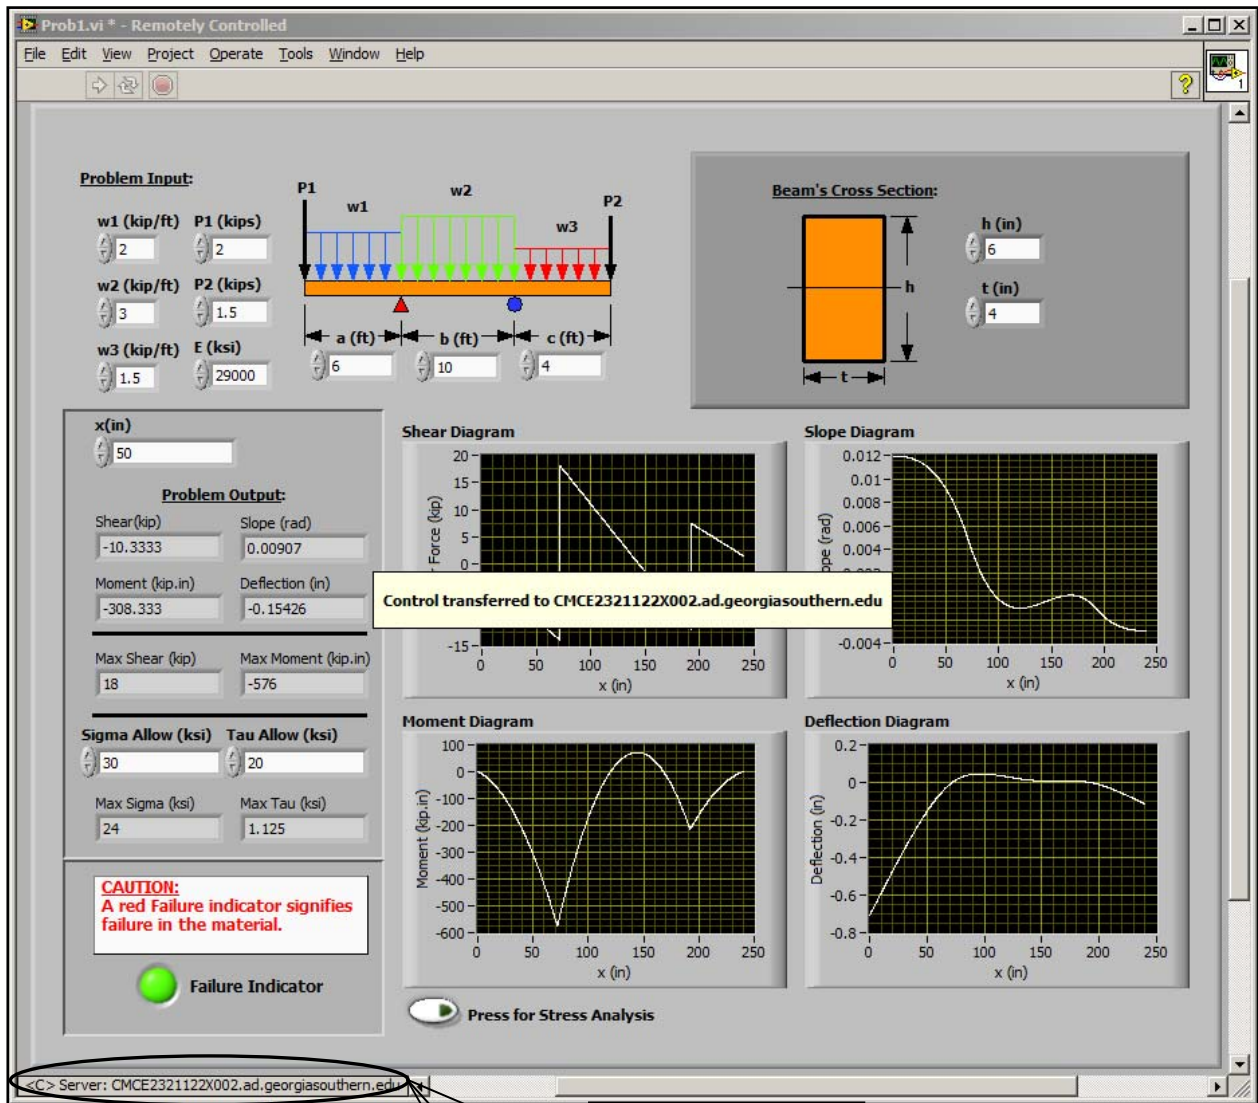 Prob1.vi * - Remotely Controlled
File Edit View Project Operate Tools Window Help
1
Problem Input:
w1 (kip/ft) P1 (kips)
2 2
w2 (kip/ft) P2 (kips)
3 1.5
w3 (kip/ft) E (ksi)
1.5 29000
P1
w1
w2
w3
P2
a (ft) b (ft) c (ft)
6 10 4
Beam's Cross Section:
h
t
h (in)
6
t (in)
4
x(in)
50
Problem Output:
Shear(kip) Slope (rad)
-10.3333 0.00907
Moment (kip.in) Deflection (in)
-308.333 -0.15426
Max Shear (kip) Max Moment (kip.in)
18 -576
Sigma Allow (ksi) Tau Allow (ksi)
30 20
Max Sigma (ksi) Max Tau (ksi)
24 1.125
CAUTION:
A red Failure indicator signifies
failure in the material.
Failure Indicator
Shear Diagram
20
15
10
5
0
-15
Force (kip)
0 50 100 150 200 250
x (in)
Slope Diagram
0.012
0.01
0.008
0.006
0.004
-0.004
(rad)
0 50 100 150 200 250
x (in)
Control transferred to CMCE2321122X002.ad.georgiasouthern.edu
Moment Diagram
100
0
-100
-200
-300
-400
-500
-600
Moment (kip.in)
0 50 100 150 200 250
x (in)
Deflection Diagram
0.2
0
-0.2
-0.4
-0.6
-0.8
Deflection (in)
0 50 100 150 200 250
x (in)
Press for Stress Analysis
<C> Server: CMCE2321122X002.ad.georgiasouthern.edu